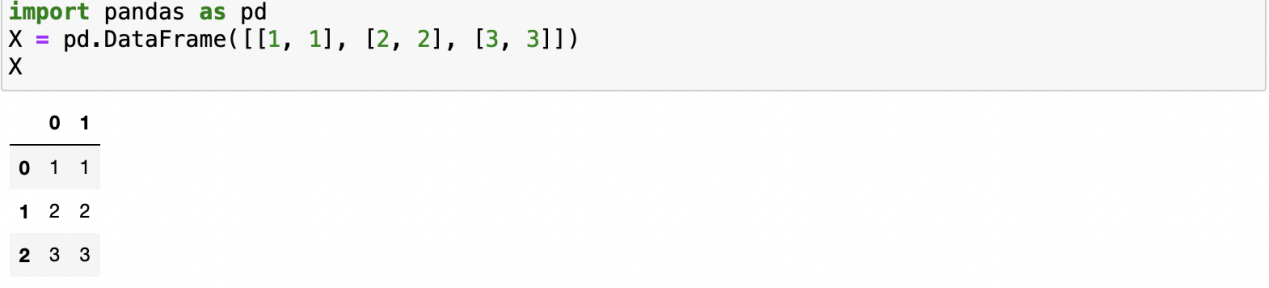 import pandas as pd
X = pd.DataFrame([[1, 1], [2, 2], [3, 3]])
X
0 1
0 1 1
1 2 2
2 3 3